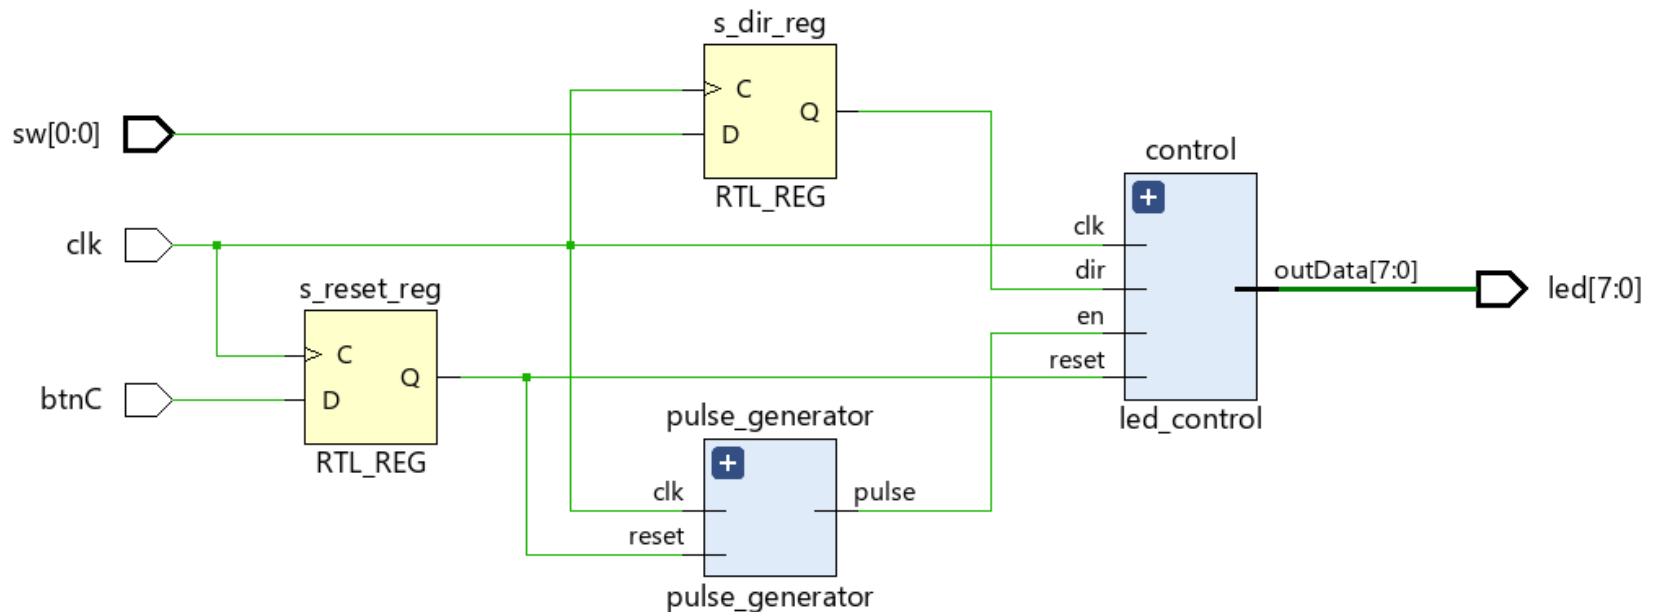 s_dir_reg
C
Q
D
RTL_REG
sw[0:0]
clk
s_reset_reg
C
Q
D
RTL_REG
btnC
pulse_generator
+
clk
pulse
reset
pulse_generator
control
+
clk
dir
en
reset
outData[7:0]
led_control
led[7:0]